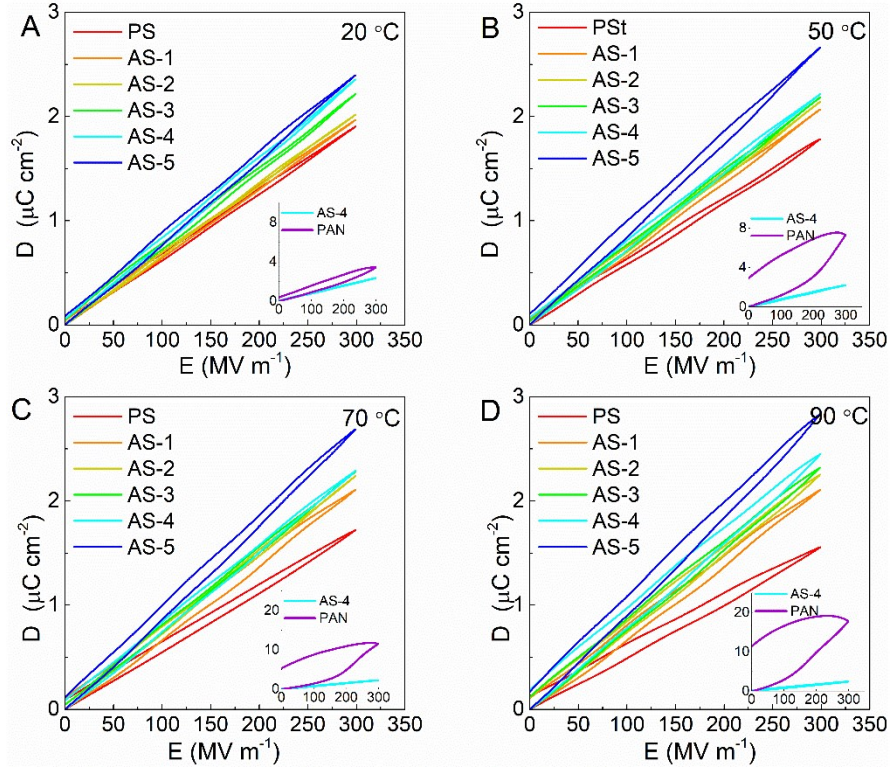 A
20 °C
PS
AS-1
AS-2
AS-3
AS-4
AS-5
AS-4
PAN
0
4
8
0 100 200 300
0
1
2
3
0 50 100 150 200 250 300 350
D (μC cm⁻²)
E (MV m⁻¹)
B
50 °C
PSt
AS-1
AS-2
AS-3
AS-4
AS-5
AS-4
PAN
0
4
8
0 100 200 300
0
1
2
3
0 50 100 150 200 250 300 350
D (μC cm⁻²)
E (MV m⁻¹)
C
70 °C
PS
AS-1
AS-2
AS-3
AS-4
AS-5
AS-4
PAN
0
10
20
0 100 200 300
0
1
2
3
0 50 100 150 200 250 300 350
D (μC cm⁻²)
E (MV m⁻¹)
D
90 °C
PS
AS-1
AS-2
AS-3
AS-4
AS-5
AS-4
PAN
0
10
20
0 100 200 300
0
1
2
3
0 50 100 150 200 250 300 350
D (μC cm⁻²)
E (MV m⁻¹)